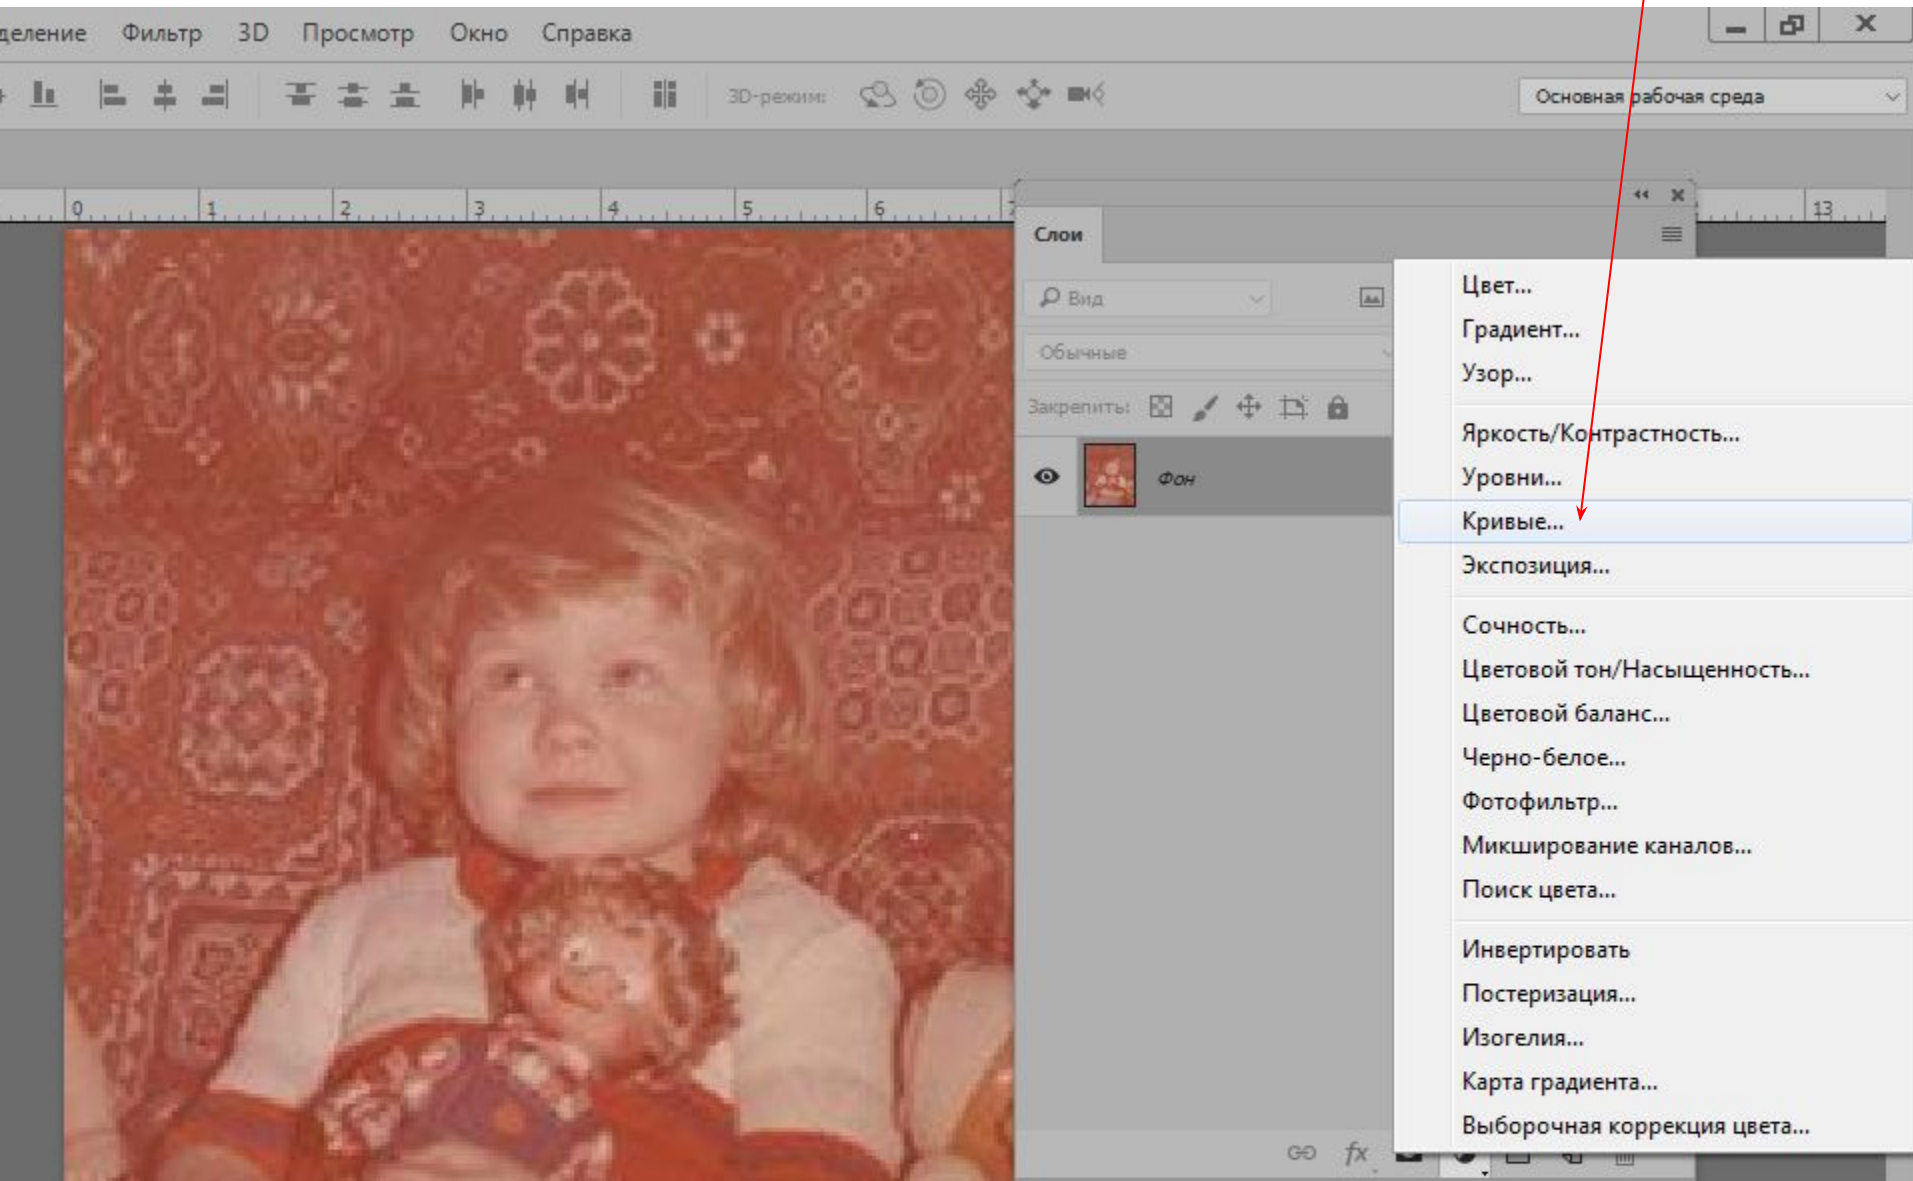 деление Фильтр 3D Просмотр Окно Справка
3D-режим:
Основная рабочая среда
0 1 2 3 4 5 6 7 13
Слои
Вид
Обычные
Закрепить:
Фон
fx
Цвет...
Градиент...
Узор...
Яркость/Контрастность...
Уровни...
Кривые...
Экспозиция...
Сочность...
Цветовой тон/Насыщенность...
Цветовой баланс...
Черно-белое...
Фотофильтр...
Микширование каналов...
Поиск цвета...
Инвертировать
Постеризация...
Изогелия...
Карта градиента...
Выборочная коррекция цвета...